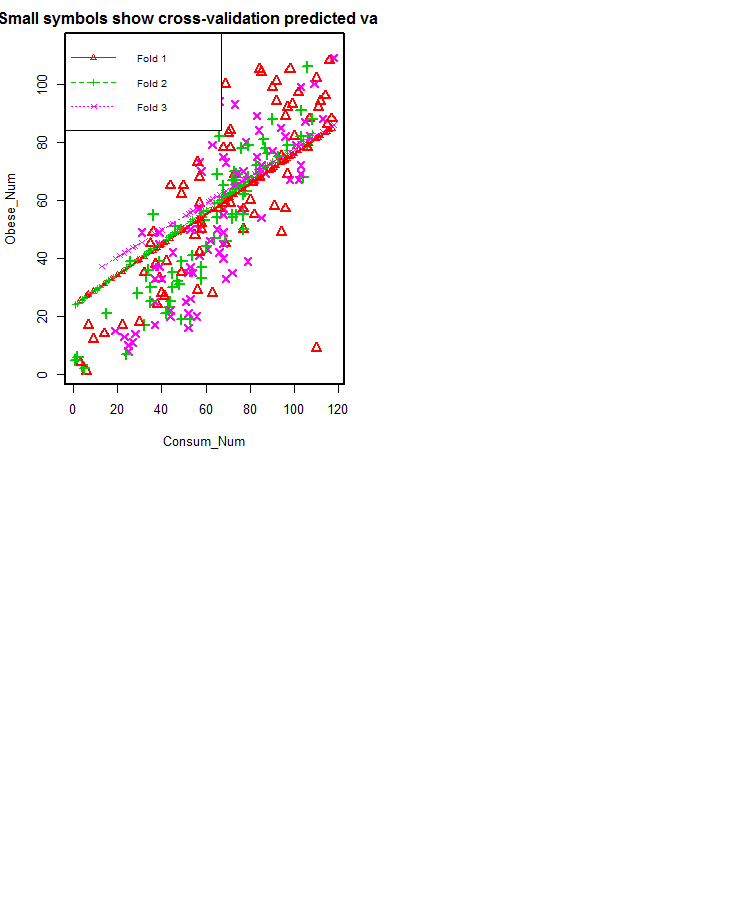 Small symbols show cross-validation predicted va
Fold 1
Fold 2
Fold 3
Obese_Num
100
80
60
40
20
0
0 20 40 60 80 100 120
Consum_Num